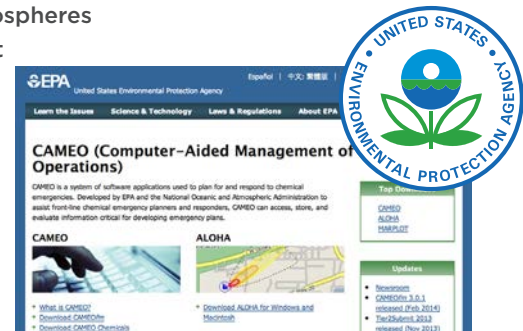 ospheres
t
EPA
United States Environmental Protection Agency
Español | 中文: 繁體版 |
Learn the Issues Science & Technology Laws & Regulations About EPA
UNITED STATES
ENVIRONMENTAL PROTECTION AGENCY
CAMEO (Computer-Aided Management of
Operations)
CAMEO is a system of software applications used to plan for and respond to chemical
emergencies. Developed by EPA and the National Oceanic and Atmospheric Administration to
assist front-line chemical emergency planners and responders, CAMEO can access, store, and
evaluate information critical for developing emergency plans.
CAMEO ALOHA
What is CAMEO?
Download CAMEOfm
Download CAMEO Chemicals
Download ALOHA for Windows and
Macintosh
Top
CAMEO
ALOHA
MARPLOT
Updates
Newsroom
CAMEOfm 3.0.1
released (Feb 2014)
Tier2Submit 2013
released (Nov 2013)